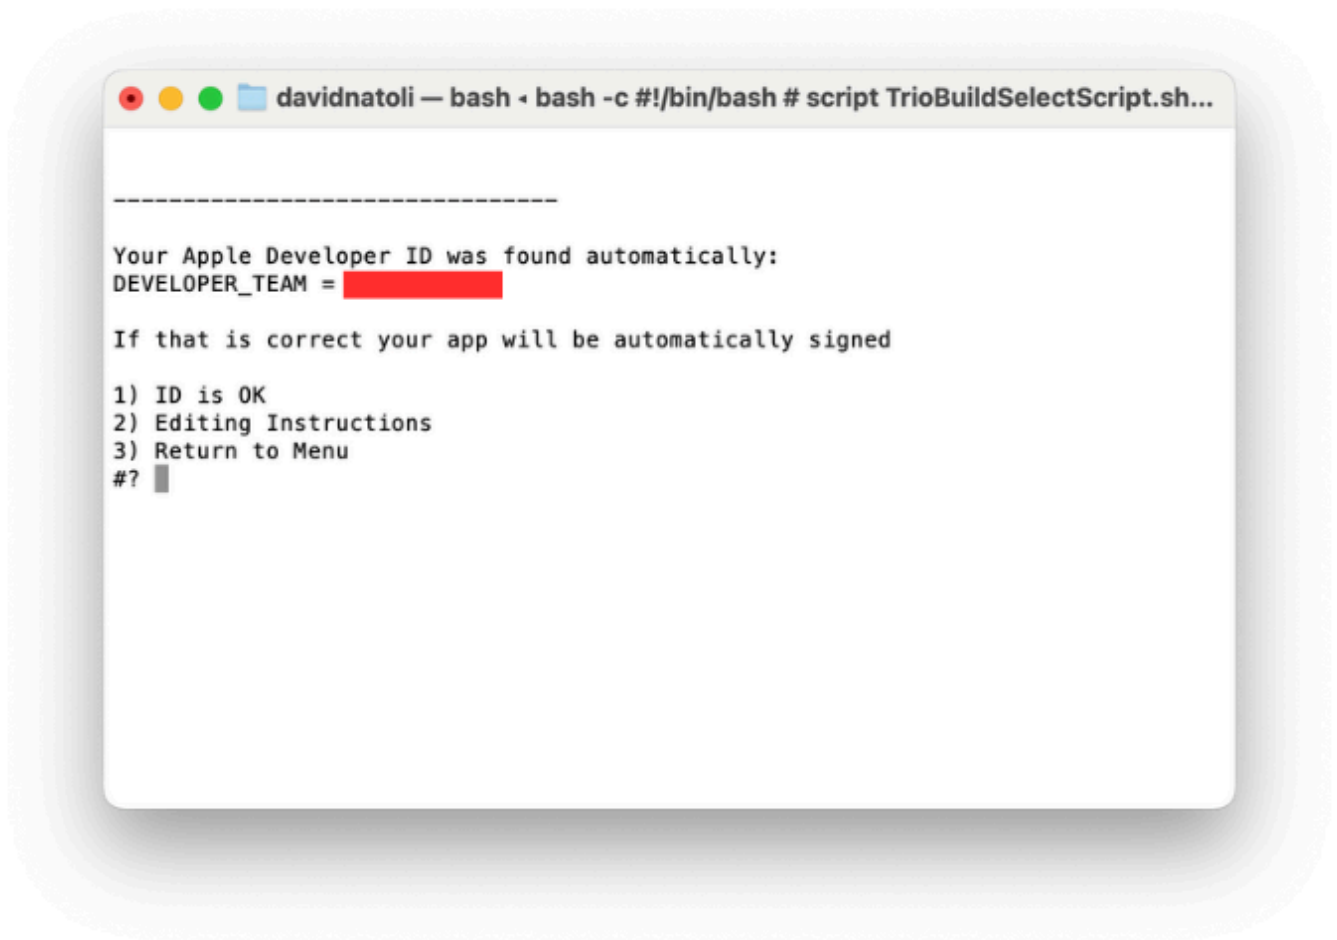 davidnatoli — bash ◂ bash -c #!/bin/bash # script TrioBuildSelectScript.sh...
--------------------------------
Your Apple Developer ID was found automatically:
DEVELOPER_TEAM =
If that is correct your app will be automatically signed
1) ID is OK
2) Editing Instructions
3) Return to Menu
#?